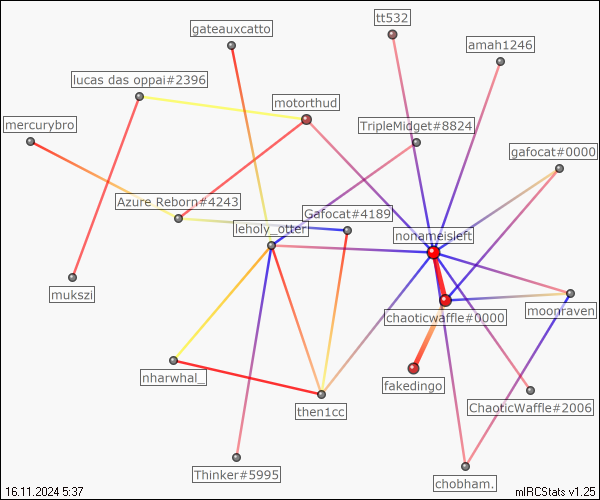 tt532
gateauxcatto
amah1246
lucas das oppai#2396
motorthud
mercurybro
TripleMidget#8824
gafocat#0000
Azure Reborn#4243
Gafocat#4189
leholy_otter
nonameisleft
mukszi
moonraven
chaoticwaffle#0000
nharwhal_
fakedingo
then1cc
ChaoticWaffle#2006
Thinker#5995
chobham.
16.11.2024 5:37
mIRCStats v1.25